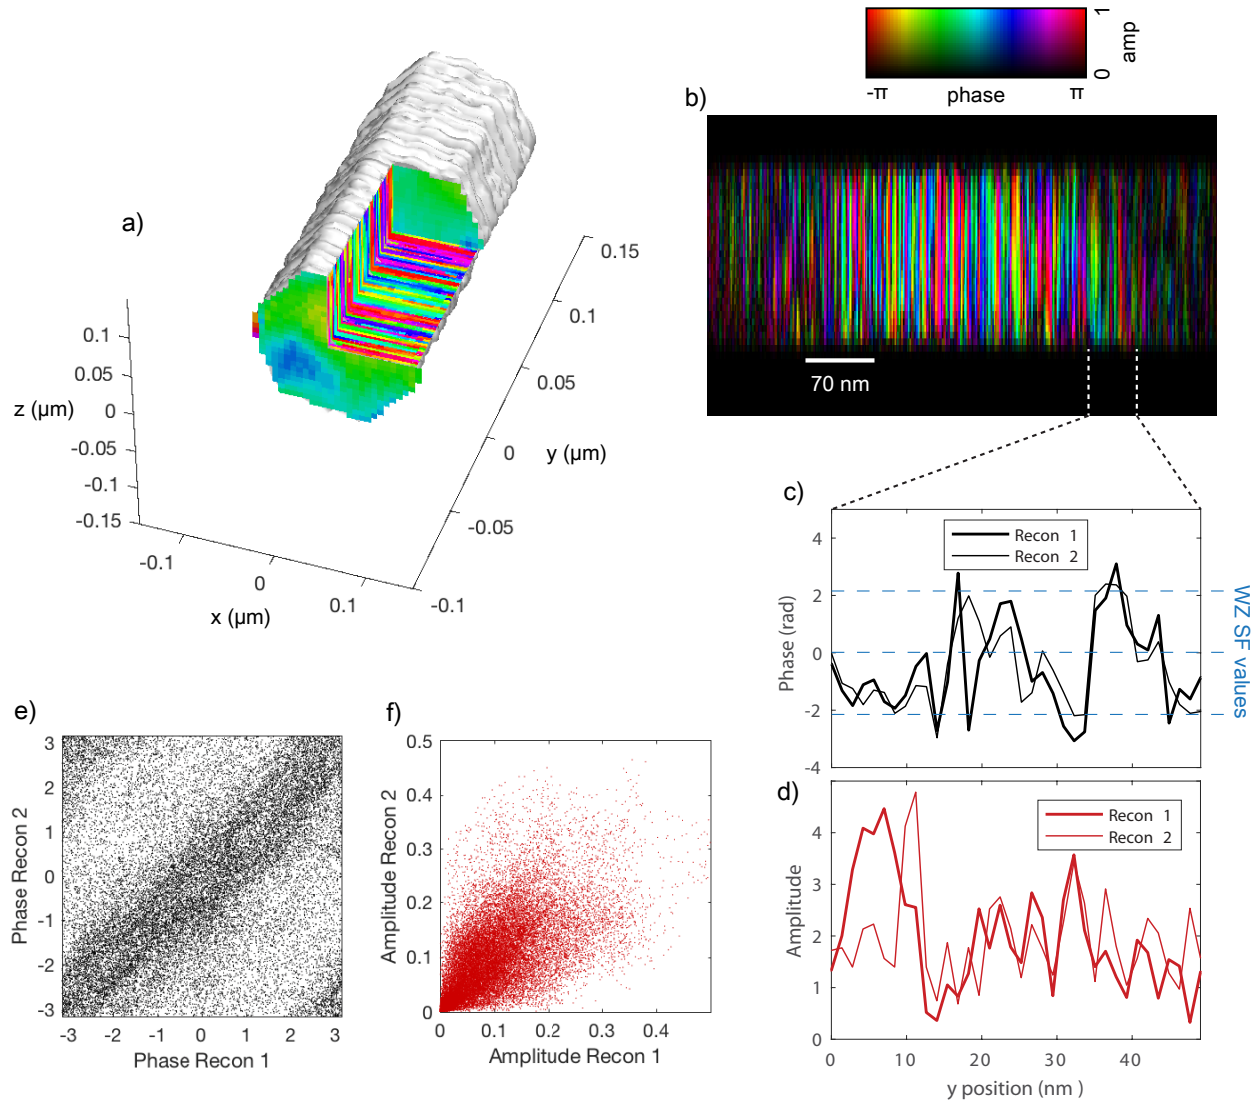 1
0
amp
-π
phase
π
b)
a)
0.15
0.1
0.05
0
-0.05
-0.1
y (μm)
0.1
0.05
0
-0.05
-0.1
-0.15
z (μm)
-0.1
0
0.1
x (μm)
70 nm
c)
4
2
0
-2
-4
Phase (rad)
Recon 1
Recon 2
WZ SF values
e)
3
2
1
0
-1
-2
-3
Phase Recon 2
-3
-2
-1
0
1
2
3
Phase Recon 1
f)
0.5
0.4
0.3
0.2
0.1
0
Amplitude Recon 2
0
0.1
0.2
0.3
0.4
Amplitude Recon 1
d)
4
3
2
1
0
Amplitude
Recon 1
Recon 2
0
10
20
30
40
y position (nm )